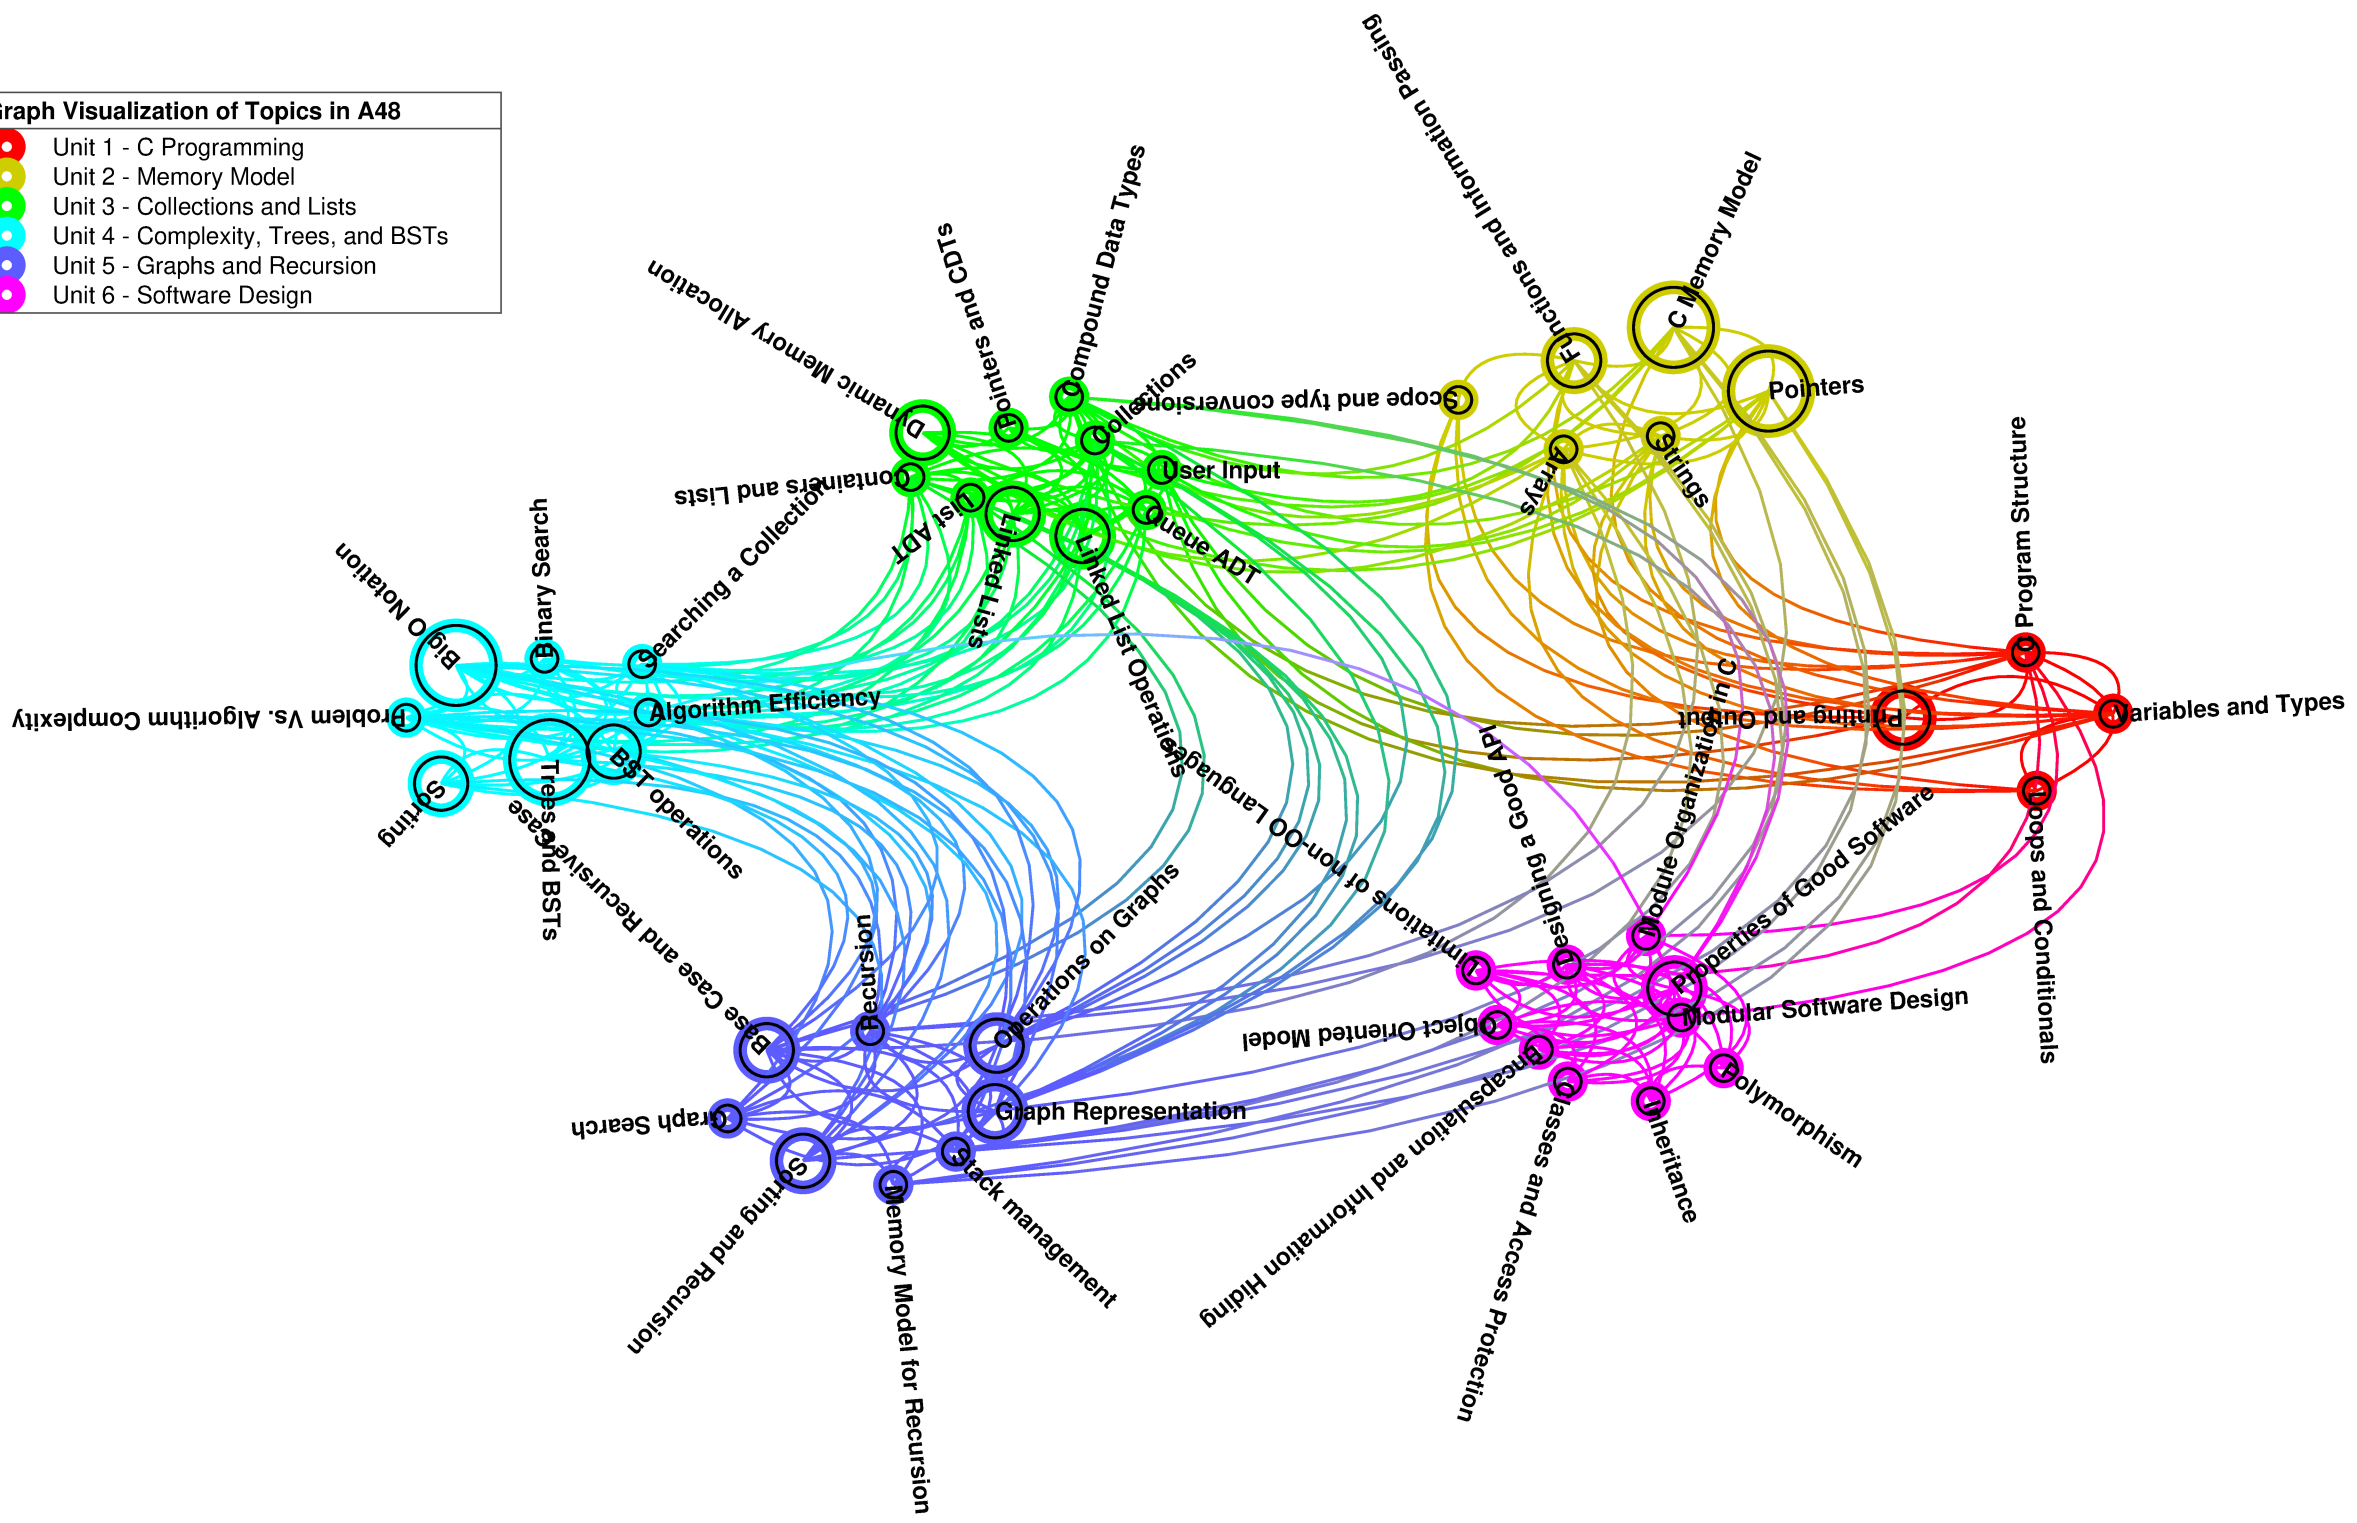 Graph Visualization of Topics in A48
Unit 1 - C Programming
Unit 2 - Memory Model
Unit 3 - Collections and Lists
Unit 4 - Complexity, Trees, and BSTs
Unit 5 - Graphs and Recursion
Unit 6 - Software Design
Functions and Information Passing
C Memory Model
Pointers
Scope and type conversions
Arrays
Strings
Compound Data Types
Pointers and CDTs
Dynamic Memory Allocation
Collections
User Input
Containers and Lists
List ADT
Linked Lists
Linked List Operations
Queue ADT
C Program Structure
Variables and Types
Printing and Output
Loops and Conditionals
Big O Notation
Binary Search
Searching a Collection
Algorithm Efficiency
Problem Vs. Algorithm Complexity
Sorting
Trees and BSTs
BST operations
Base Case and Recursive Case
Recursion
Operations on Graphs
Graph Representation
Graph Search
Sorting and Recursion
Stack management
Memory Model for Recursion
Limitations of non-OO Languages
Designing a Good API
Module Organization in C
Properties of Good Software
Modular Software Design
Object Oriented Model
Encapsulation and Information Hiding
Classes and Access Protection
Inheritance
Polymorphism